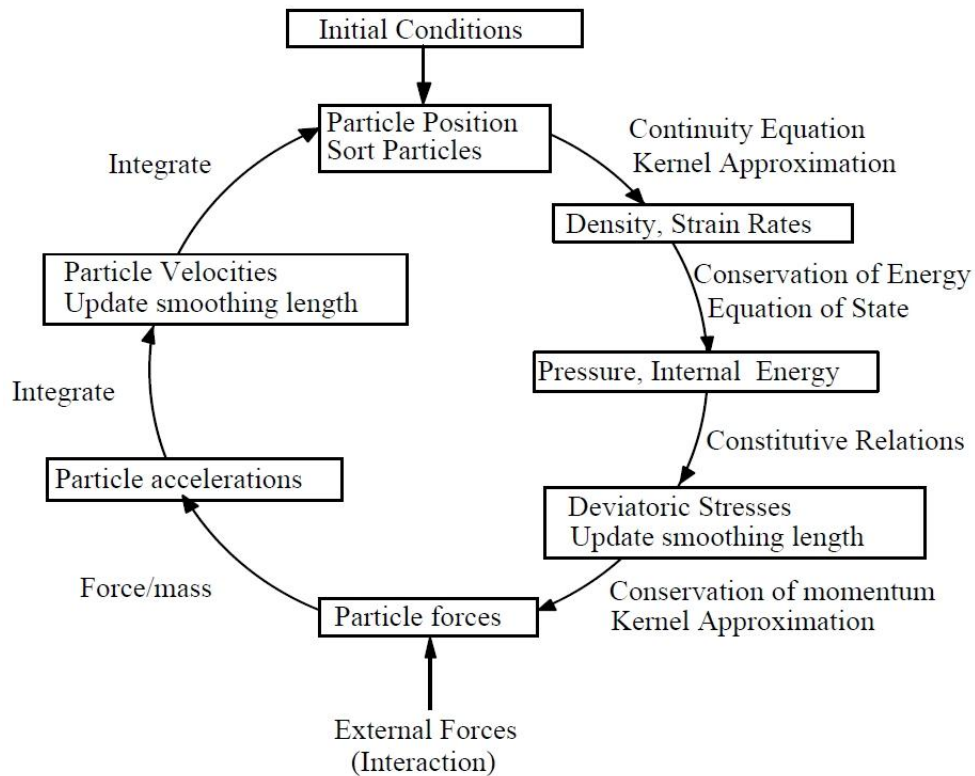 Initial Conditions
Particle Position
Sort Particles
Continuity Equation
Kernel Approximation
Integrate
Density, Strain Rates
Particle Velocities
Update smoothing length
Conservation of Energy
Equation of State
Pressure, Internal Energy
Integrate
Constitutive Relations
Particle accelerations
Deviatoric Stresses
Update smoothing length
Force/mass
Conservation of momentum
Kernel Approximation
Particle forces
External Forces
(Interaction)